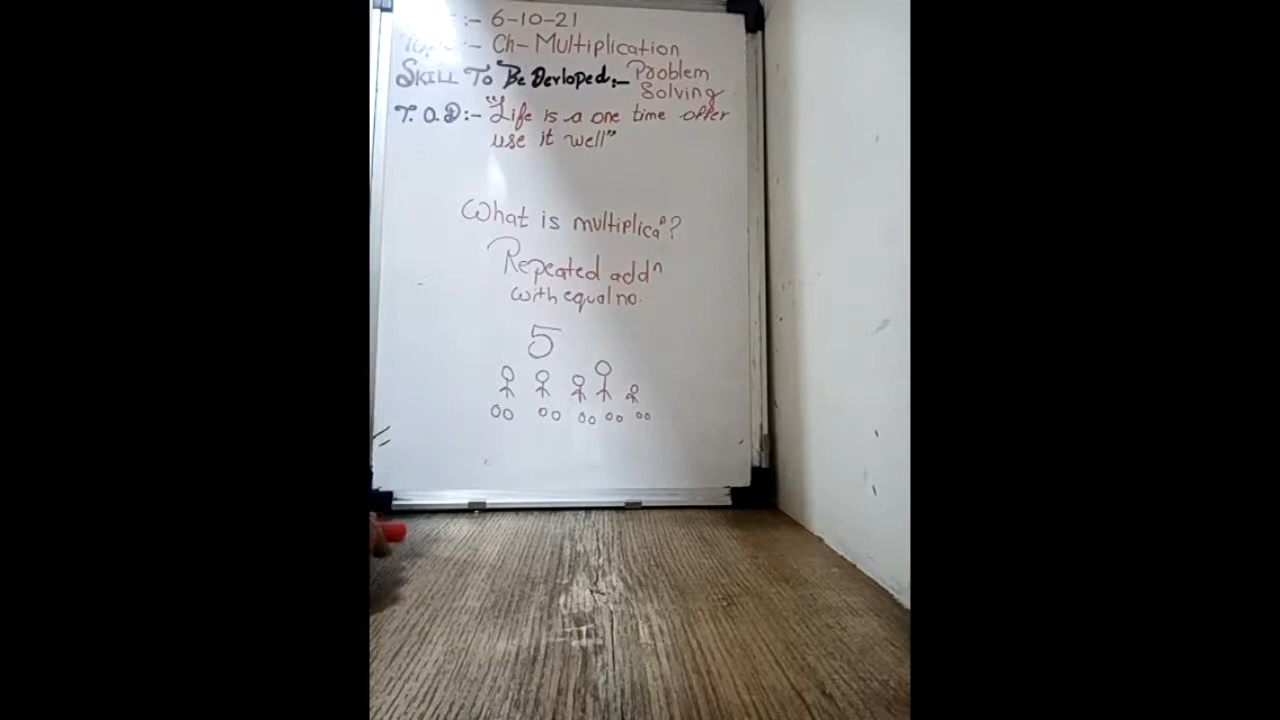 :- 6-10-21
:- Ch- Multiplication
SKILL To Be Devloped:- Problem
Solving
T.O.D:- "Life is a one time offer
use it well"
What is multiplicaⁿ?
Repeated addⁿ
with equal no.
5